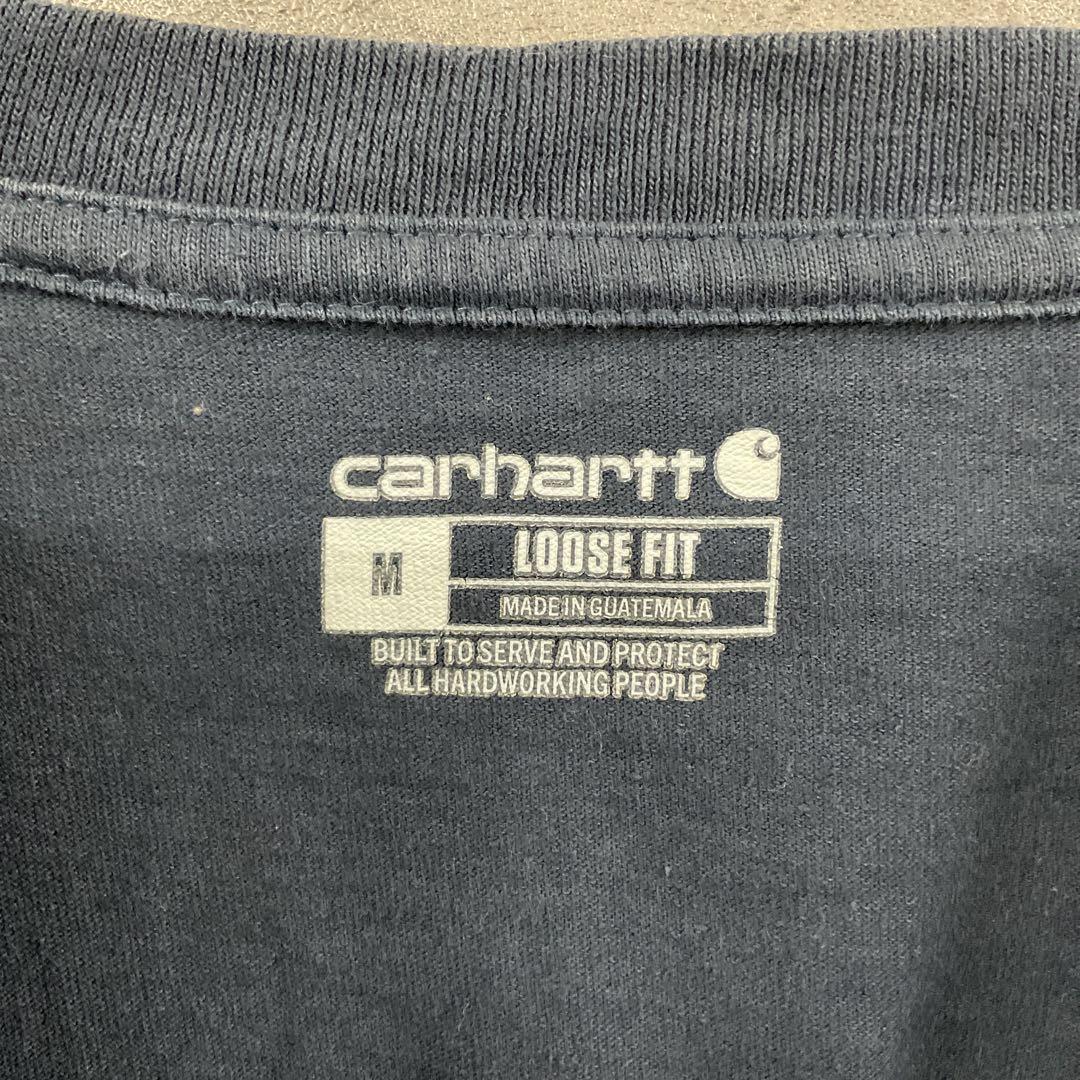 carhartt
M
LOOSE FIT
MADE IN GUATEMALA
BUILT TO SERVE AND PROTECT
ALL HARDWORKING PEOPLE